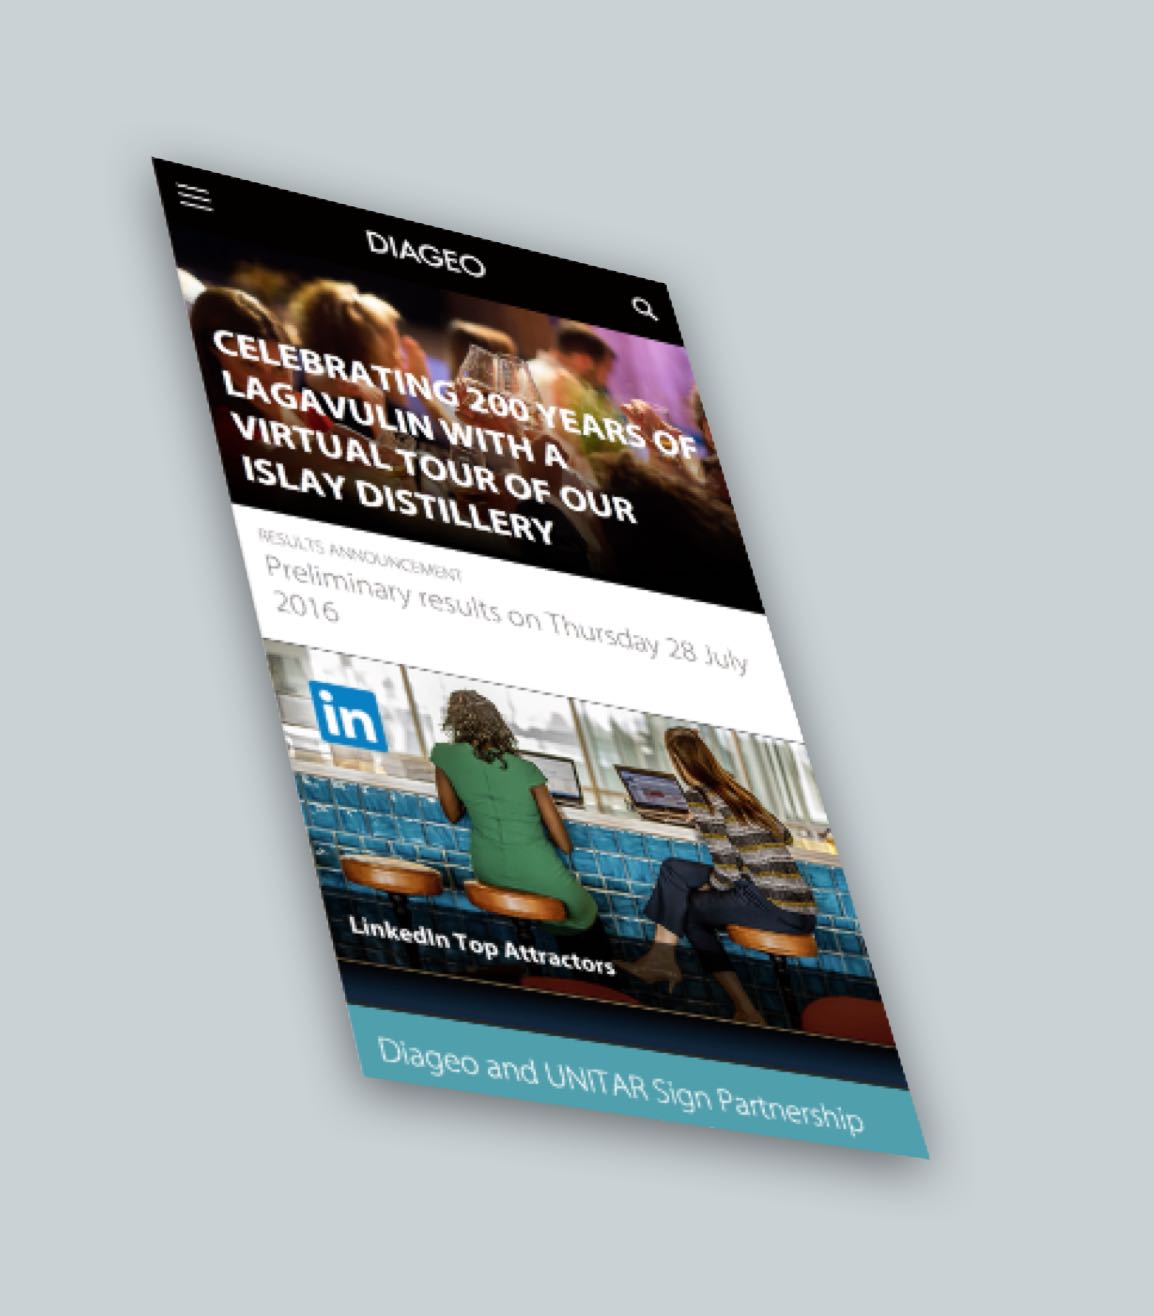 DIAGEO
CELEBRATING 200 YEARS OF
LAGAVULIN WITH A
VIRTUAL TOUR OF OUR
ISLAY DISTILLERY
RESULTS ANNOUNCEMENT
Preliminary results on Thursday 28 July
2016
in
LinkedIn Top Attractors
Diageo and UNITAR Sign Partnership